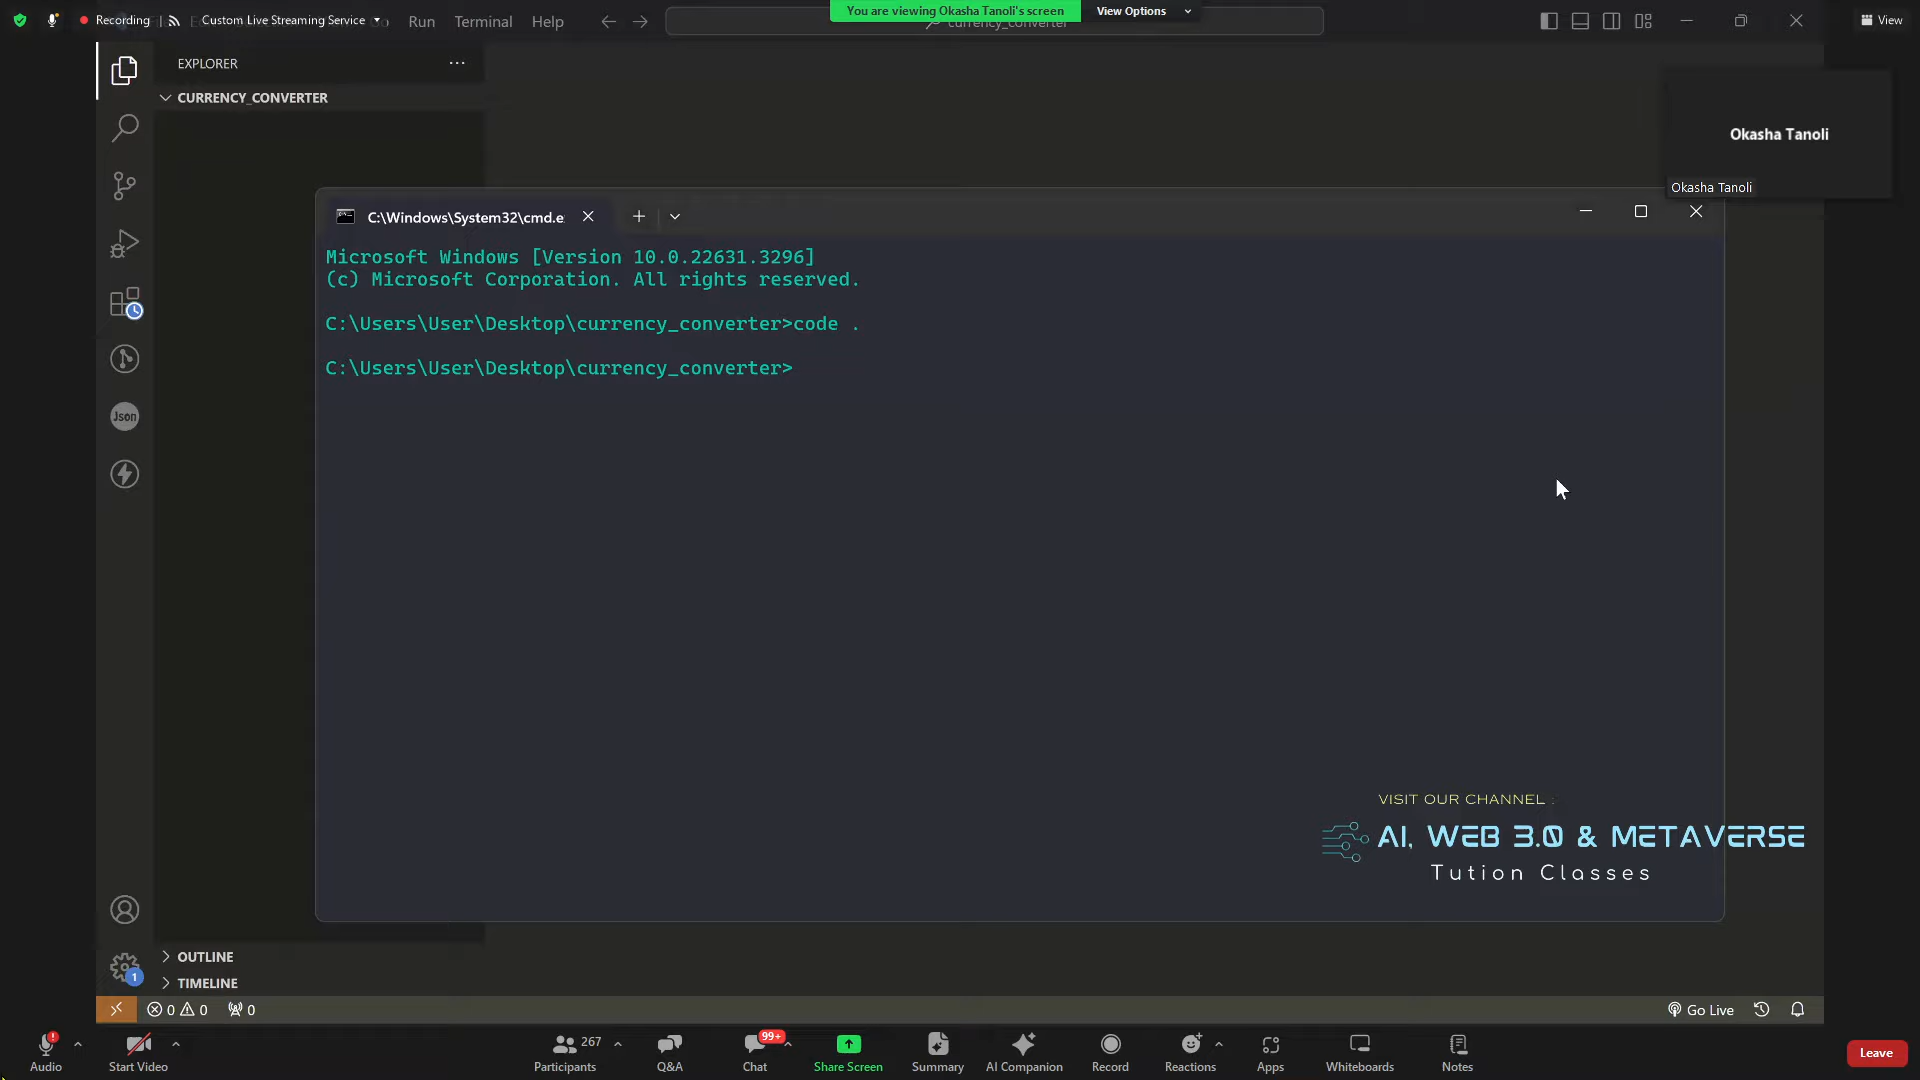 Recording
Custom Live Streaming Service
Run
Terminal
Help
You are viewing Okasha Tanoli's screen
View Options
currency_converter
View
EXPLORER
CURRENCY_CONVERTER
Okasha Tanoli
Okasha Tanoli
C:\Windows\System32\cmd.e
Microsoft Windows [Version 10.0.22631.3296]
(c) Microsoft Corporation. All rights reserved.
C:\Users\User\Desktop\currency_converter>code .
C:\Users\User\Desktop\currency_converter>
Json
VISIT OUR CHANNEL :
AI, WEB 3.0 & METAVERSE
Tution Classes
OUTLINE
1
TIMELINE
0 0 0
Go Live
Audio
Start Video
267
Participants
Q&A
99+
Chat
Share Screen
Summary
AI Companion
Record
Reactions
Apps
Whiteboards
Notes
Leave